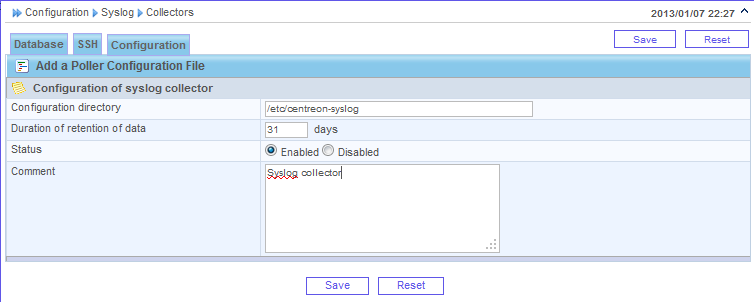 Configuration Syslog Collectors 2013/01/07 22:27
Database SSH Configuration Save Reset
Add a Poller Configuration File
Configuration of syslog collector
Configuration directory /etc/centreon-syslog
Duration of retention of data 31 days
Status Enabled Disabled
Comment Syslog collector
Save Reset